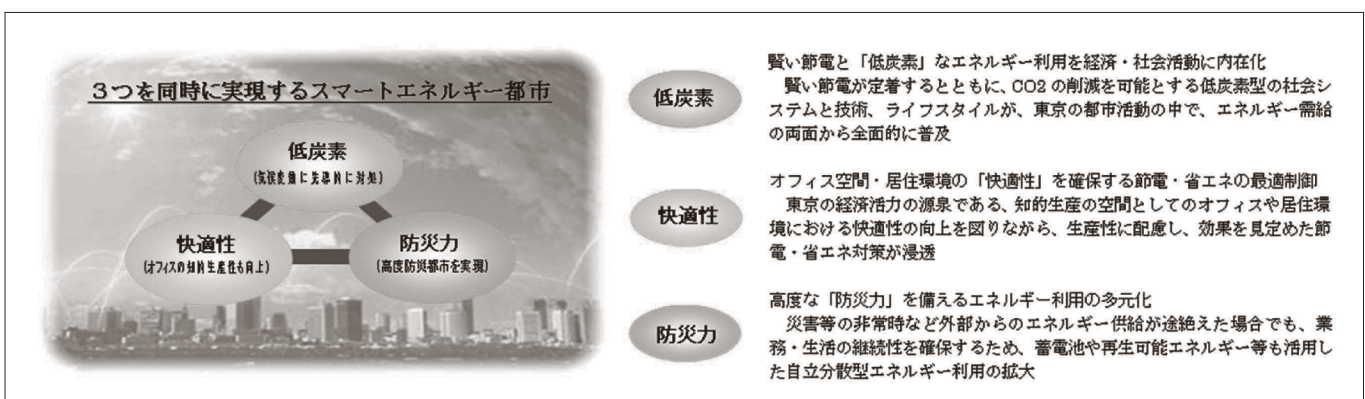 3つを同時に実現するスマートエネルギー都市
低炭素
(気候変動に先導的に対処)
快適性
(オフィスの知的生産性も向上)
防災力
(高度防災都市を実現)
低炭素
賢い節電と「低炭素」なエネルギー利用を経済・社会活動に内在化
賢い節電が定着するとともに、CO2 の削減を可能とする低炭素型の社会シ
ステムと技術、ライフスタイルが、東京の都市活動の中で、エネルギー需給
の両面から全面的に普及
快適性
オフィス空間・居住環境の「快適性」を確保する節電・省エネの最適制御
東京の経済活力の源泉である、知的生産の空間としてのオフィスや居住環
境における快適性の向上を図りながら、生産性に配慮し、効果を見定めた節
電・省エネ対策が浸透
防災力
高度な「防災力」を備えるエネルギー利用の多元化
災害等の非常時など外部からのエネルギー供給が途絶えた場合でも、業
務・生活の継続性を確保するため、蓄電池や再生可能エネルギー等も活用し
た自立分散型エネルギー利用の拡大